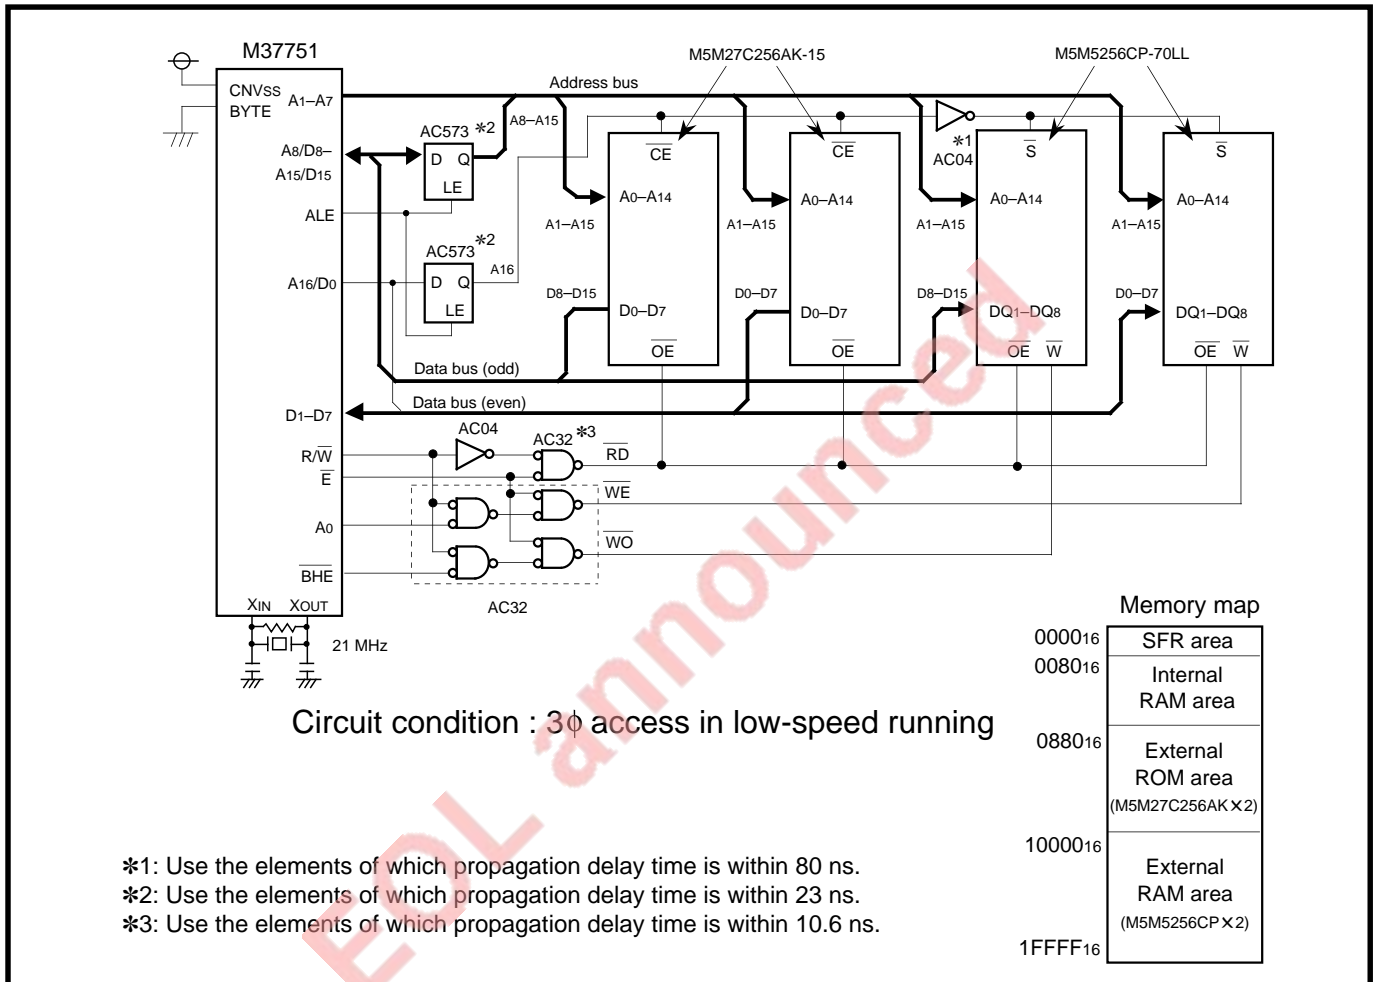 M37751
M5M27C256AK-15
M5M5256CP-70LL
CNVSS
BYTE
A1–A7
Address bus
AC573 *2
A8–A15
*1
AC04
A8/D8–
A15/D15
D Q
LE
CE
CE
S
S
ALE
A0–A14
A0–A14
A0–A14
A0–A14
A1–A15
A1–A15
A1–A15
A1–A15
AC573 *2
A16
A16/D0
D Q
LE
D8–D15
D0–D7
D8–D15
D0–D7
D0–D7
D0–D7
DQ1–DQ8
DQ1–DQ8
OE
OE
OE W
OE W
Data bus (odd)
Data bus (even)
D1–D7
AC04
AC32 *3
R/W
RD
E
WE
A0
WO
BHE
AC32
XIN XOUT
21 MHz
Circuit condition : 3ϕ access in low-speed running
Memory map
000016
SFR area
008016
Internal
RAM area
088016
External
ROM area
(M5M27C256AK×2)
1000016
External
RAM area
(M5M5256CP×2)
1FFFF16
*1: Use the elements of which propagation delay time is within 80 ns.
*2: Use the elements of which propagation delay time is within 23 ns.
*3: Use the elements of which propagation delay time is within 10.6 ns.
EOL announced